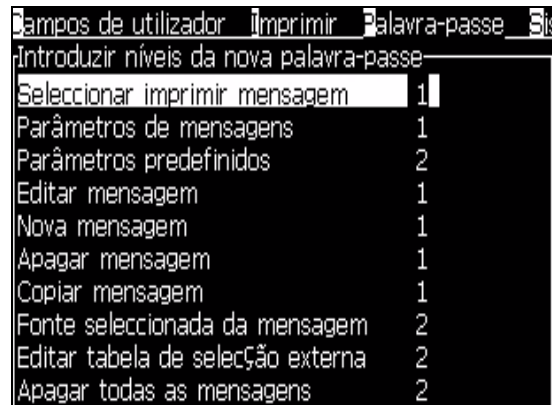 Campos de utilizador Imprimir Palavra-passe Sis
Introduzir níveis da nova palavra-passe
Seleccionar imprimir mensagem 1
Parâmetros de mensagens 1
Parâmetros predefinidos 2
Editar mensagem 1
Nova mensagem 1
Apagar mensagem 1
Copiar mensagem 1
Fonte seleccionada da mensagem 2
Editar tabela de selecÇão externa 2
Apagar todas as mensagens 2